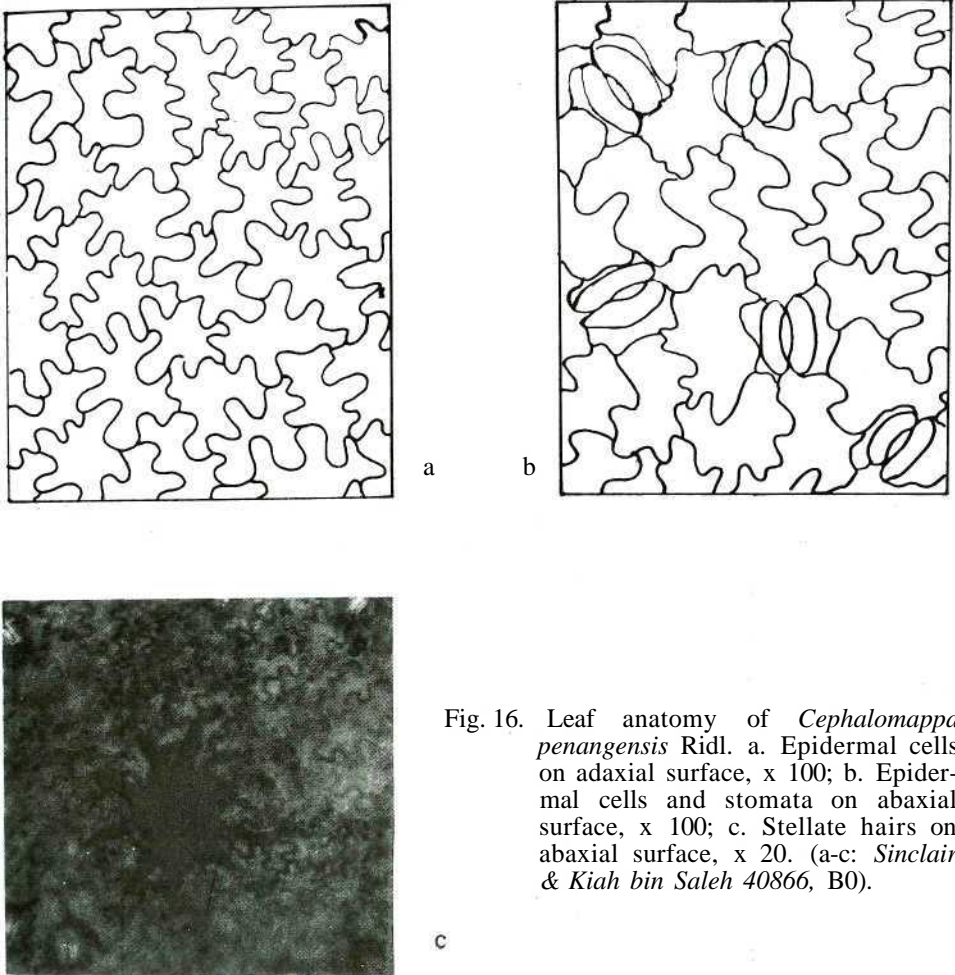 a
b
c
Fig. 16. Leaf anatomy of Cephalomappa
penangensis Ridl. a. Epidermal cells
on adaxial surface, x 100; b. Epider-
mal cells and stomata on abaxial
surface, x 100; c. Stellate hairs on
abaxial surface, x 20. (a-c: Sinclair
& Kiah bin Saleh 40866, B0).